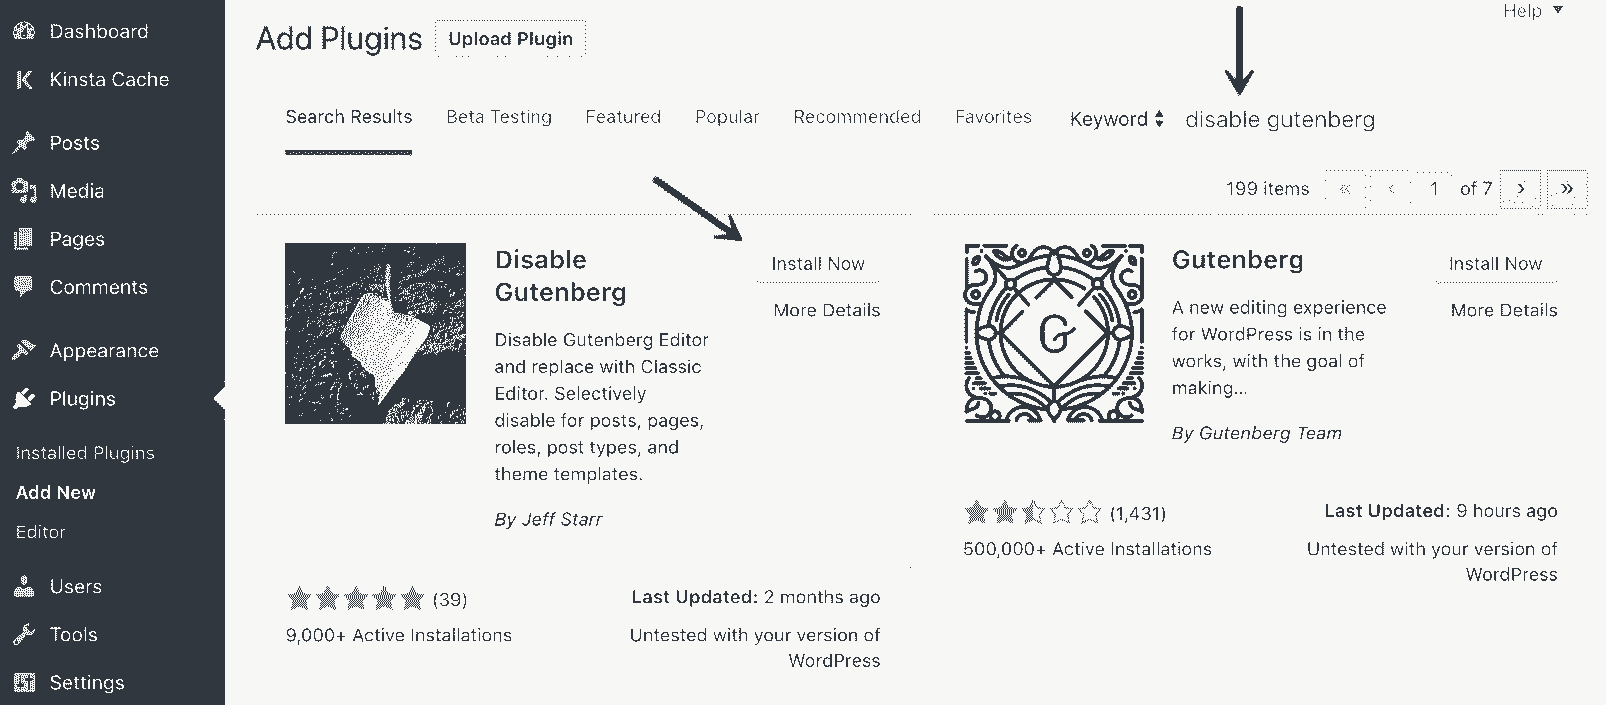 Dashboard
Kinsta Cache
Posts
Media
Pages
Comments
Appearance
Plugins
Installed Plugins
Add New
Editor
Users
Tools
Settings
Help
Add Plugins Upload Plugin
Search Results Beta Testing Featured Popular Recommended Favorites Keyword disable gutenberg
199 items « ‹ 1 of 7 › »
Disable
Gutenberg
Install Now
More Details
Disable Gutenberg Editor
and replace with Classic
Editor. Selectively
disable for posts, pages,
roles, post types, and
theme templates.
By Jeff Starr
(39)
9,000+ Active Installations
Last Updated: 2 months ago
Untested with your version of
WordPress
G
Gutenberg
Install Now
More Details
A new editing experience
for WordPress is in the
works, with the goal of
making...
By Gutenberg Team
(1,431)
500,000+ Active Installations
Last Updated: 9 hours ago
Untested with your version of
WordPress